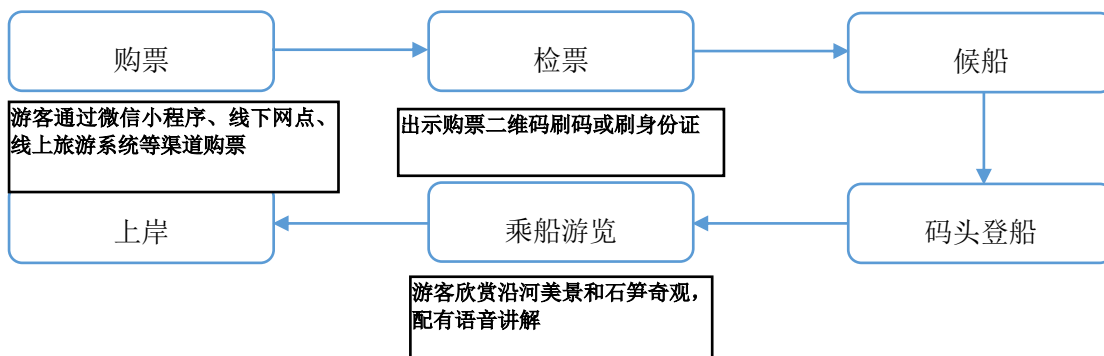 购票
检票
候船
游客通过微信小程序、线下网点、
线上旅游系统等渠道购票
出示购票二维码刷码或刷身份证
上岸
乘船游览
码头登船
游客欣赏沿河美景和石笋奇观，
配有语音讲解